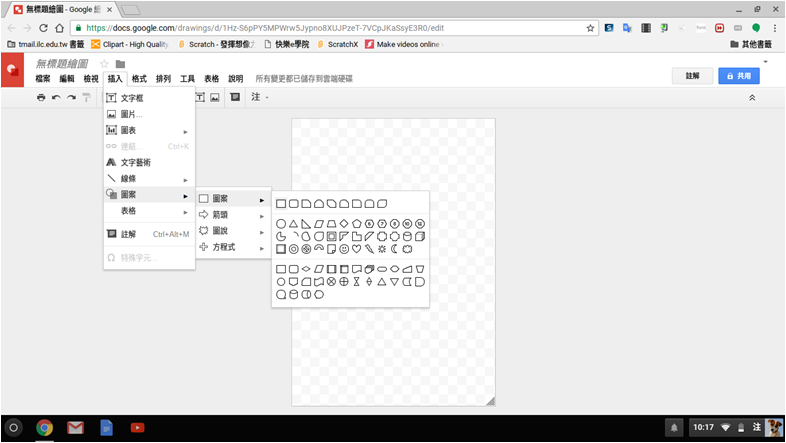 無標題繪圖 - Google 繪
https://docs.google.com/drawings/d/1Hz-S6pPY5MPWrw5Jypno8XUJPzeT-7VCpJKaSsyE3R0/edit
tmail.ilc.edu.tw 書籤 Clipart - High Quality Scratch - 發揮想像 快樂e學院 ScratchX Make videos online 其他書籤
無標題繪圖
檔案 編輯 檢視 插入 格式 排列 工具 表格 說明 所有變更都已儲存到雲端硬碟
註解 共用
注
文字框
圖片...
圖表
連結... Ctrl+K
文字藝術
線條
圖案
表格
註解 Ctrl+Alt+M
特殊字元...
圖案
箭頭
圖說
方程式
10:17 注